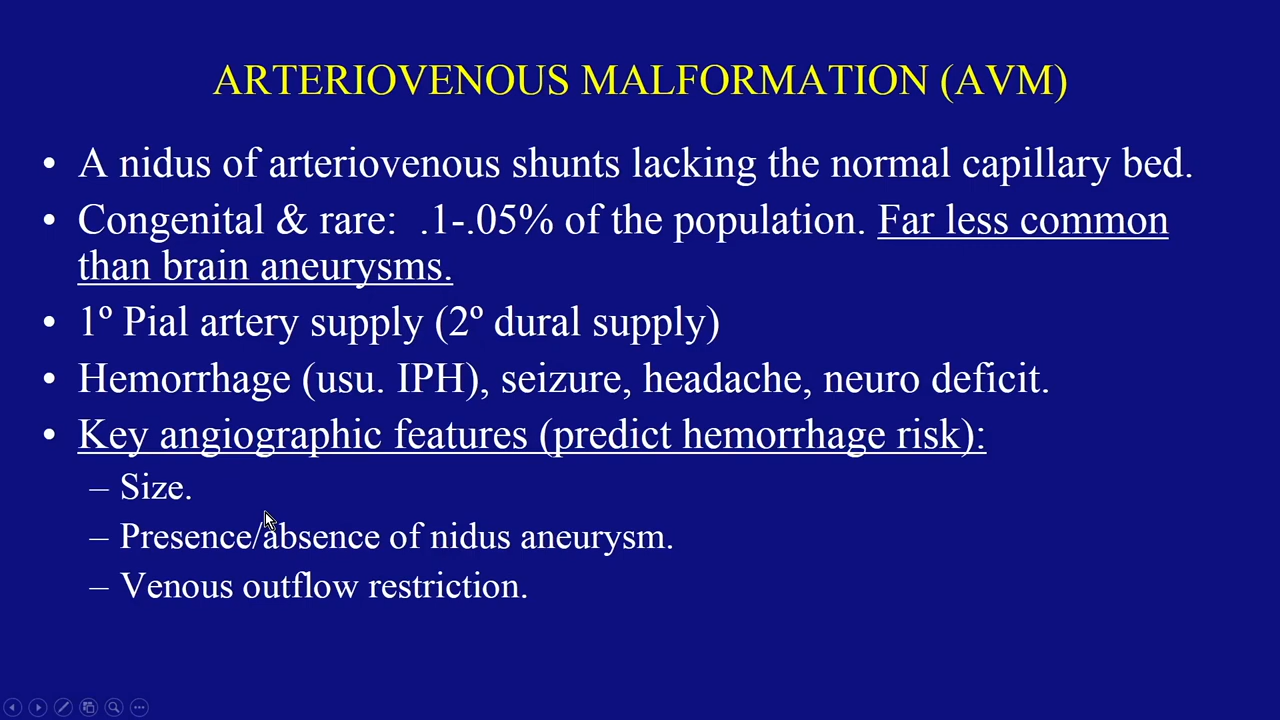 ARTERIOVENOUS MALFORMATION (AVM)
• A nidus of arteriovenous shunts lacking the normal capillary bed.
• Congenital & rare:  .1-.05% of the population. Far less common
than brain aneurysms.
• 1º Pial artery supply (2º dural supply)
• Hemorrhage (usu. IPH), seizure, headache, neuro deficit.
• Key angiographic features (predict hemorrhage risk):
– Size.
– Presence/absence of nidus aneurysm.
– Venous outflow restriction.